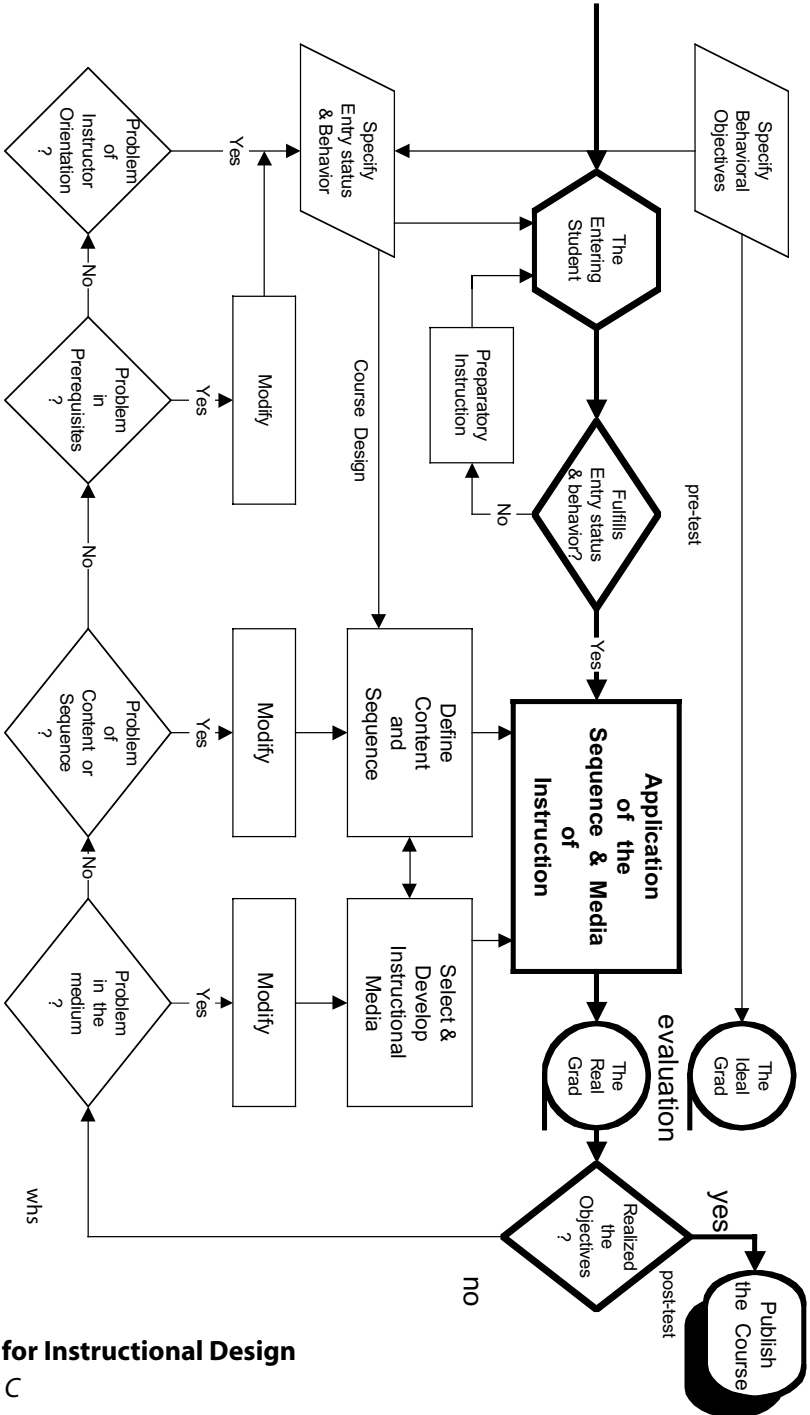 Specify
Behavioral
Objectives
The
Ideal
Grad
evaluation
yes
Publish
the Course
post-test
pre-test
The
Entering
Student
Fulfills
Entry status
& behavior?
Yes
Application
of the
Sequence & Media
of
Instruction
The
Real
Grad
Realized
the
Objectives
?
no
No
Preparatory
Instruction
Specify
Entry status
& Behavior
Course Design
Define
Content
and
Sequence
Select &
Develop
Instructional
Media
Yes
Modify
Modify
Modify
Yes
Yes
Yes
Problem
of
Instructor
Orientation
?
No
Problem
in
Prerequisites
?
No
Problem
of
Content or
Sequence
?
No
Problem
in the
medium
?
whs
for Instructional Design
C